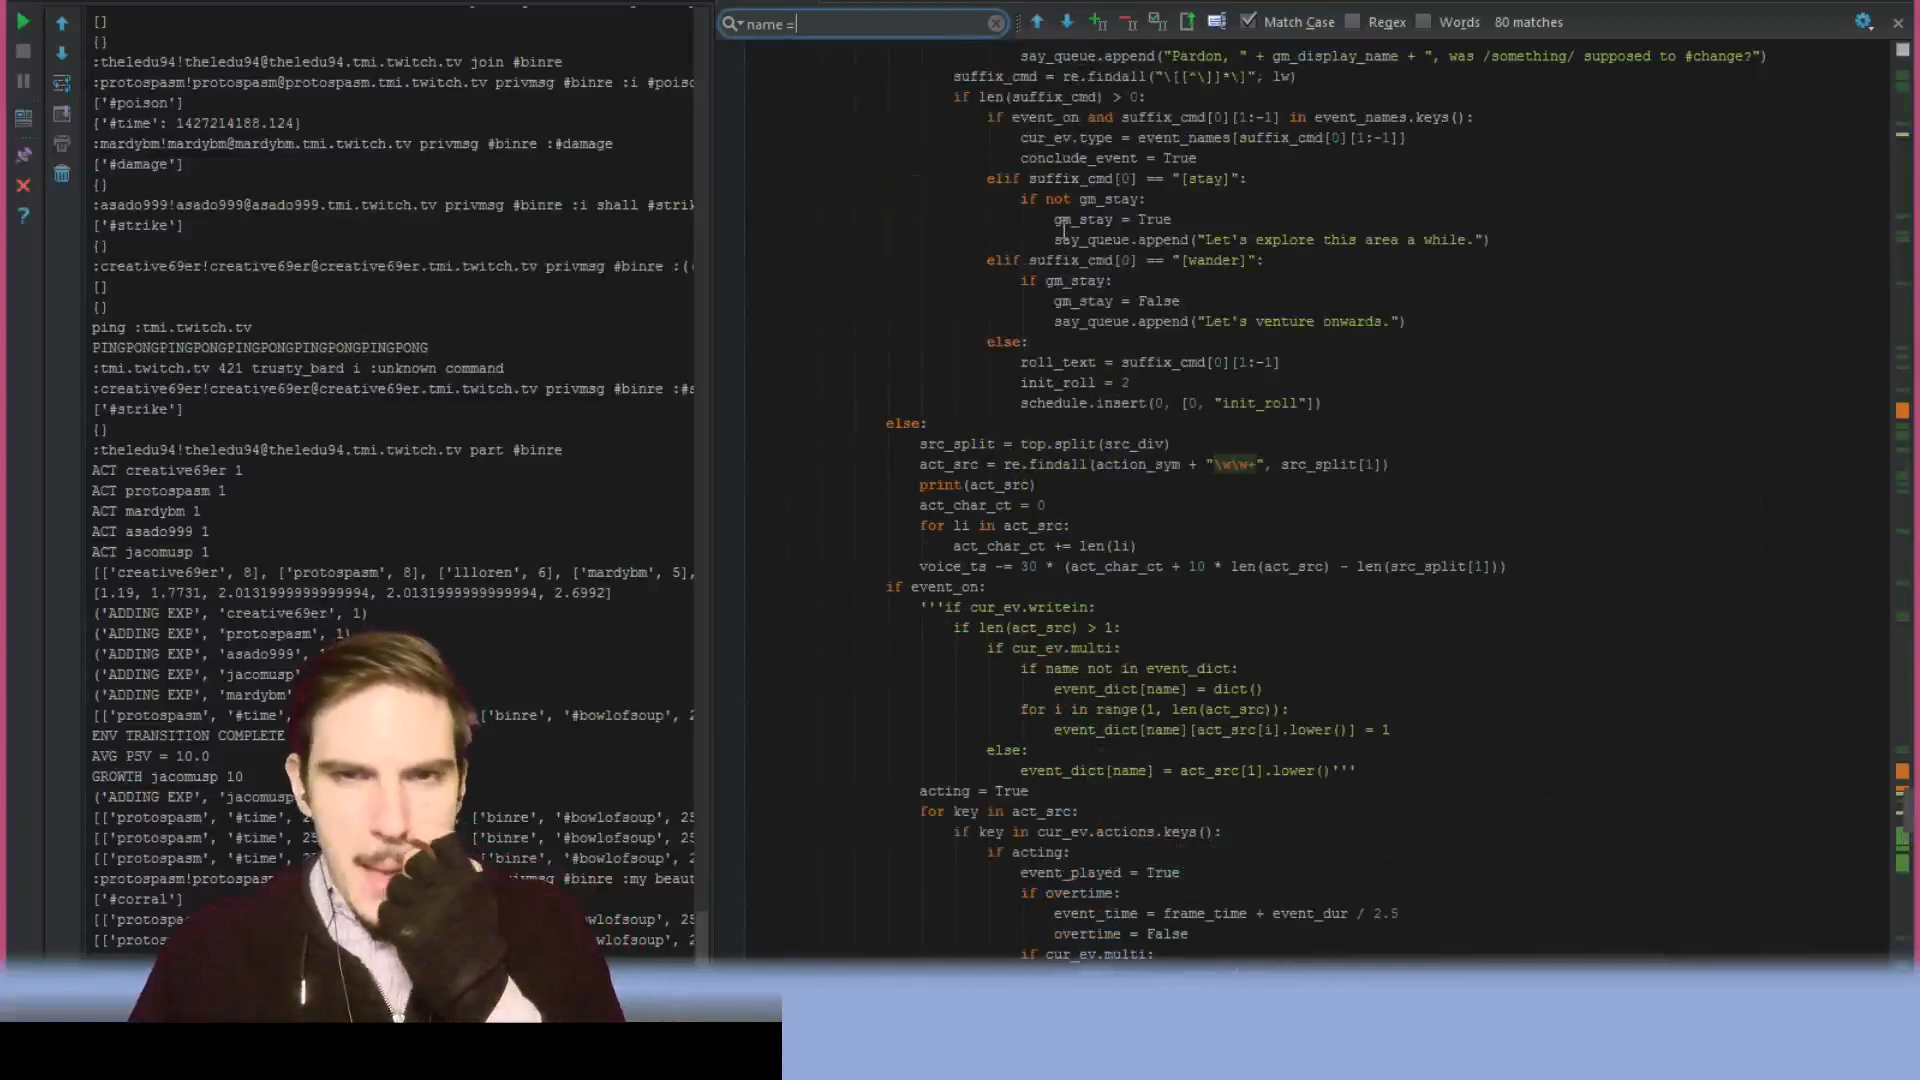 []
{}
:theledu94!theledu94@theledu94.tmi.twitch.tv join #binre
:protospasm!protospasm@protospasm.tmi.twitch.tv privmsg #binre :i #poiso
['#poison']
{'#time': 1427214188.124}
:mardybm!mardybm@mardybm.tmi.twitch.tv privmsg #binre :#damage
['#damage']
{}
:asado999!asado999@asado999.tmi.twitch.tv privmsg #binre :i shall #strik
['#strike']
{}
:creative69er!creative69er@creative69er.tmi.twitch.tv privmsg #binre :(
[]
{}
ping :tmi.twitch.tv
PINGPONGPINGPONGPINGPONGPINGPONGPINGPONG
:tmi.twitch.tv 421 trusty_bard i :unknown command
:creative69er!creative69er@creative69er.tmi.twitch.tv privmsg #binre :#s
['#strike']
{}
:theledu94!theledu94@theledu94.tmi.twitch.tv part #binre
ACT creative69er 1
ACT protospasm 1
ACT mardybm 1
ACT asado999 1
ACT jacomusp 1
[['creative69er', 8], ['protospasm', 8], ['llloren', 6], ['mardybm', 5],
[1.19, 1.7731, 2.0131999999999994, 2.0131999999999994, 2.6992]
('ADDING EXP', 'creative69er', 1)
('ADDING EXP', 'protospasm', 1)
('ADDING EXP', 'asado999',
('ADDING EXP', 'jacomusp'
('ADDING EXP', 'mardybm'
[['protospasm', '#time', ['binre', '#bowlofsoup', 2
ENV TRANSITION COMPLETE
AVG PSV = 10.0
GROWTH jacomusp 10
('ADDING EXP', 'jacomusp
[['protospasm', '#time', ['binre', '#bowlofsoup', 25
[['protospasm', '#time', ['binre', '#bowlofsoup', 25
[['protospasm', '#time', ['binre', '#bowlofsoup', 25
:protospasm!protospasm privmsg #binre :my beaut
['#corral']
[['protospa wlofsoup', 25
[['protos wlofsoup', 25
name =
Match Case Regex Words 80 matches
say_queue.append("Pardon, " + gm_display_name + ", was /something/ supposed to #change?")
suffix_cmd = re.findall("\[[^\]]*\]", lw)
if len(suffix_cmd) > 0:
if event_on and suffix_cmd[0][1:-1] in event_names.keys():
cur_ev.type = event_names[suffix_cmd[0][1:-1]]
conclude_event = True
elif suffix_cmd[0] == "[stay]":
if not gm_stay:
gm_stay = True
say_queue.append("Let's explore this area a while.")
elif suffix_cmd[0] == "[wander]":
if gm_stay:
gm_stay = False
say_queue.append("Let's venture onwards.")
else:
roll_text = suffix_cmd[0][1:-1]
init_roll = 2
schedule.insert(0, [0, "init_roll"])
else:
src_split = top.split(src_div)
act_src = re.findall(action_sym + "\w\w+", src_split[1])
print(act_src)
act_char_ct = 0
for li in act_src:
act_char_ct += len(li)
voice_ts -= 30 * (act_char_ct + 10 * len(act_src) - len(src_split[1]))
if event_on:
'''if cur_ev.writein:
if len(act_src) > 1:
if cur_ev.multi:
if name not in event_dict:
event_dict[name] = dict()
for i in range(1, len(act_src)):
event_dict[name][act_src[i].lower()] = 1
else:
event_dict[name] = act_src[1].lower()'''
acting = True
for key in act_src:
if key in cur_ev.actions.keys():
if acting:
event_played = True
if overtime:
event_time = frame_time + event_dur / 2.5
overtime = False
if cur_ev.multi: